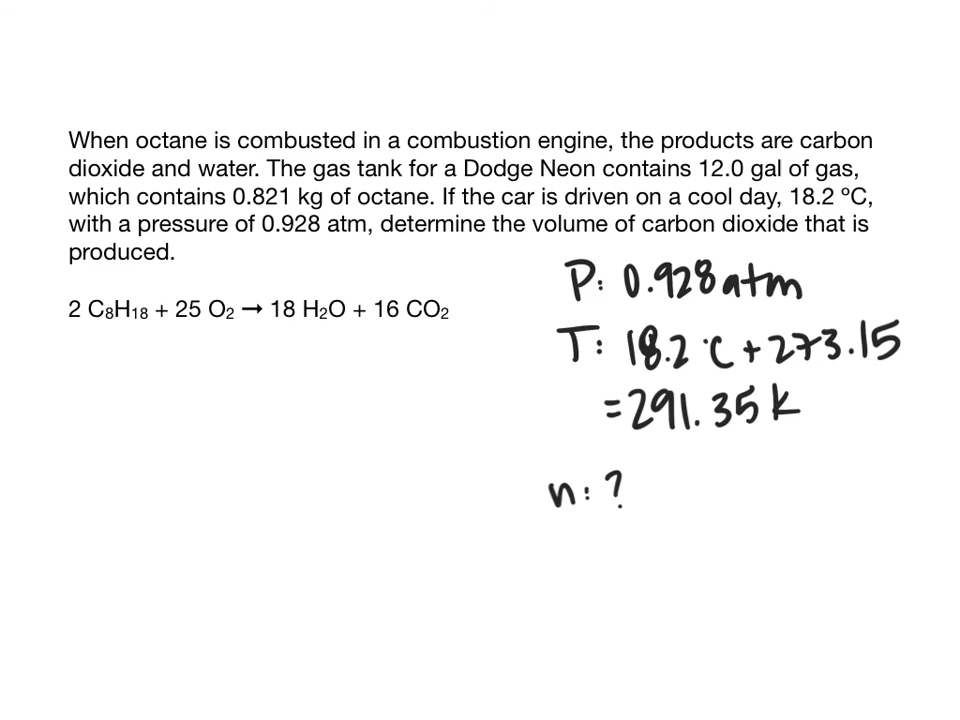 When octane is combusted in a combustion engine, the products are carbon
dioxide and water. The gas tank for a Dodge Neon contains 12.0 gal of gas,
which contains 0.821 kg of octane. If the car is driven on a cool day, 18.2 ºC,
with a pressure of 0.928 atm, determine the volume of carbon dioxide that is
produced.
P: 0.928 atm
2 C₈H₁₈ + 25 O₂ → 18 H₂O + 16 CO₂
T: 18.2 °C + 273.15
= 291.35 K
n: ?